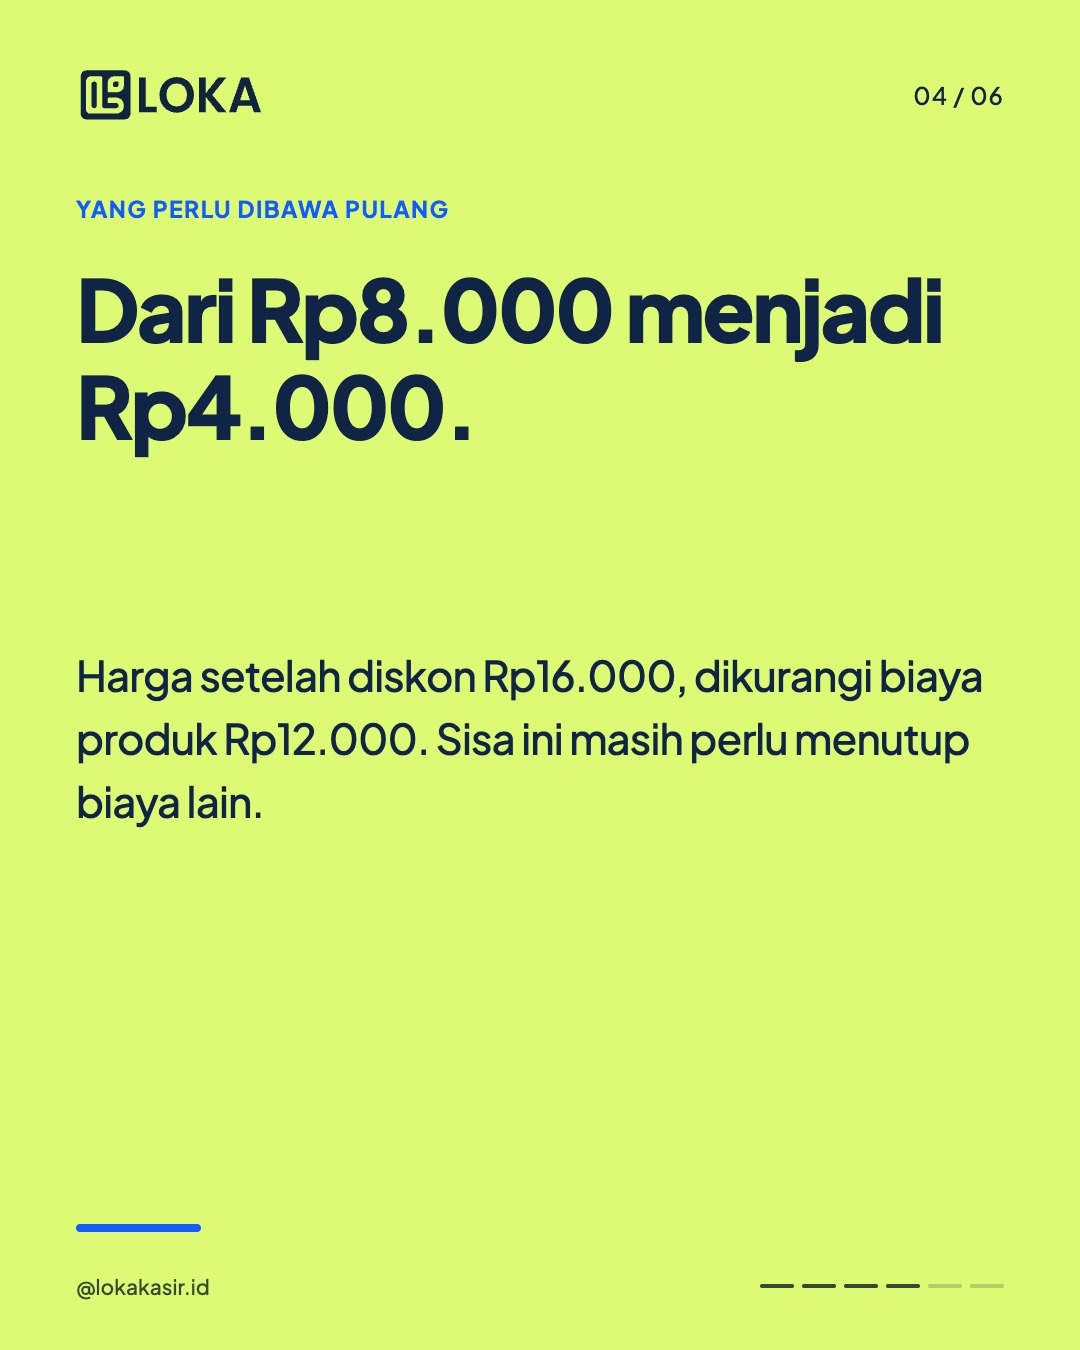 LOKA
04 / 06
YANG PERLU DIBAWA PULANG
Dari Rp8.000 menjadi
Rp4.000.
Harga setelah diskon Rp16.000, dikurangi biaya
produk Rp12.000. Sisa ini masih perlu menutup
biaya lain.
@lokakasir.id